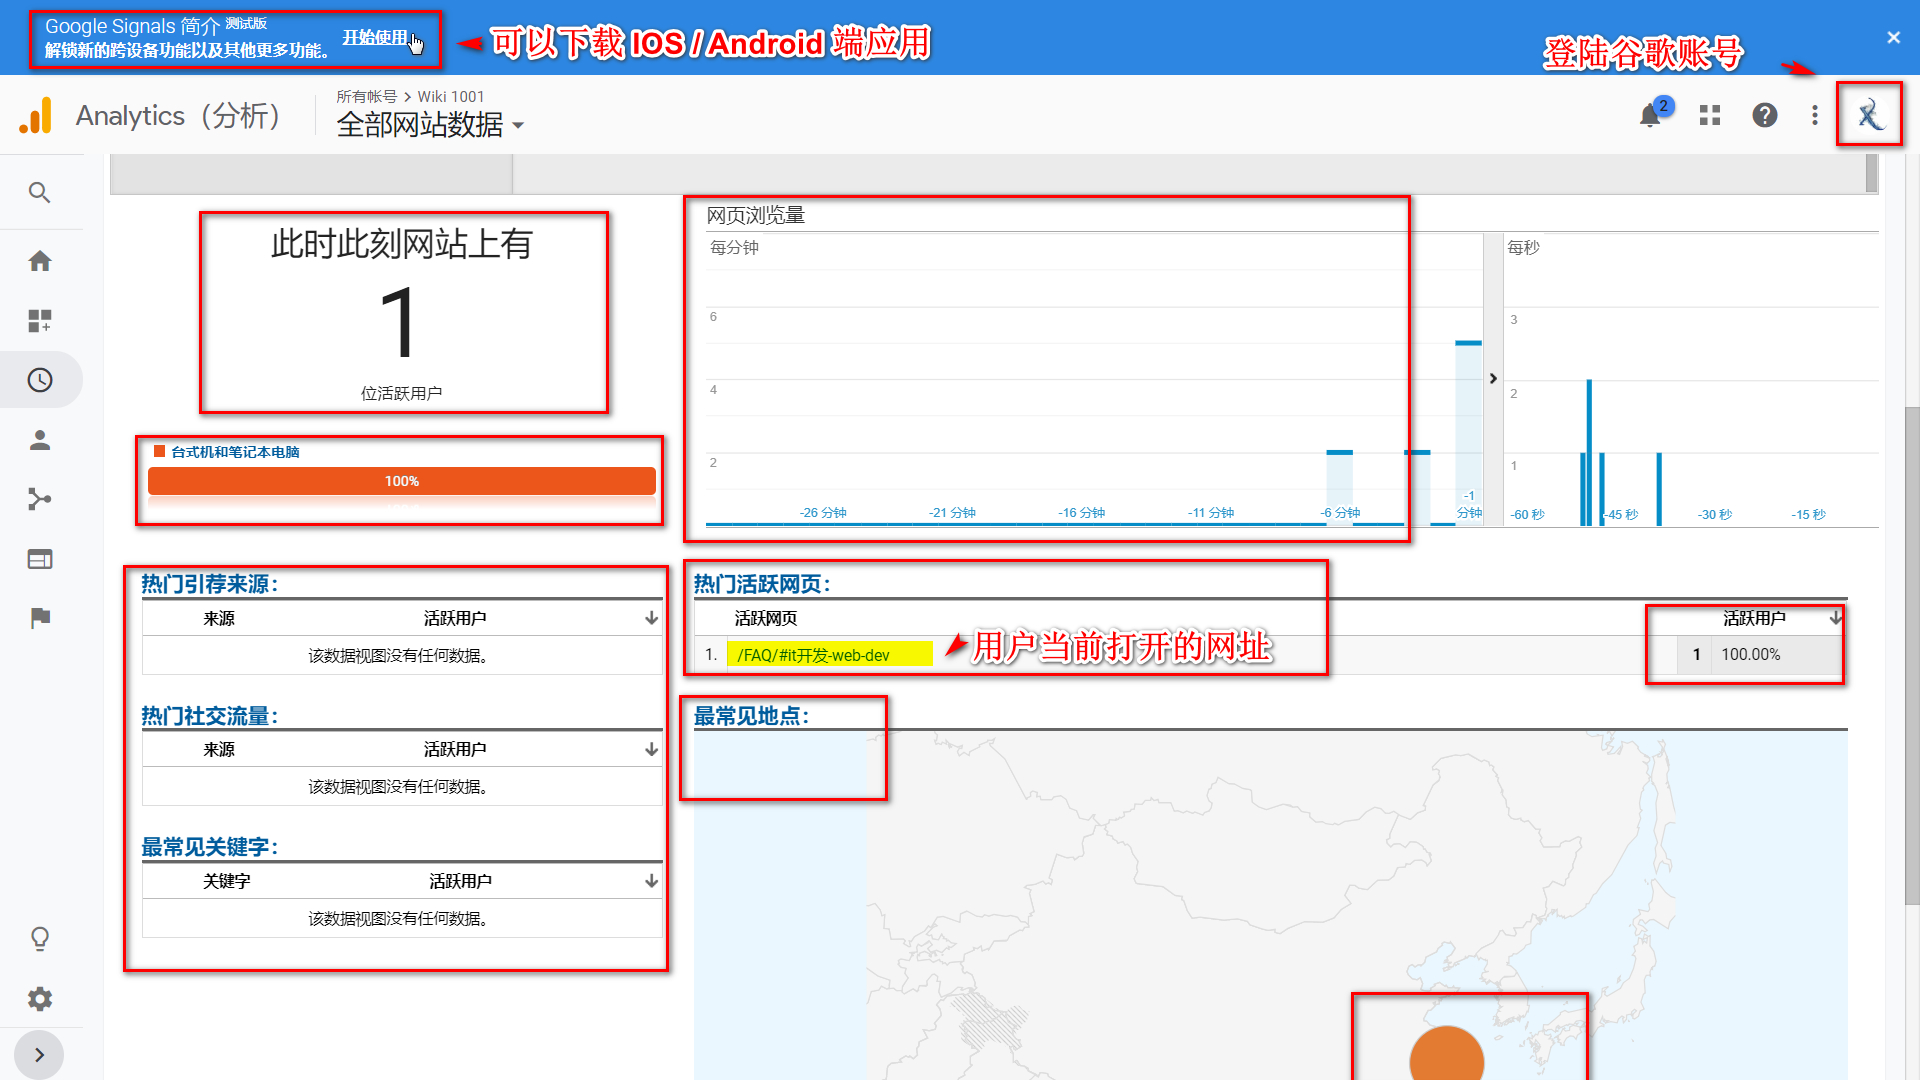 Google Signals 简介 测试版
解锁新的跨设备功能以及其他更多功能。
开始使用
可以下载 IOS / Android 端应用
登陆谷歌账号
Analytics（分析）
所有帐号 > Wiki 1001
全部网站数据
2
此时此刻网站上有
1
位活跃用户
台式机和笔记本电脑
100%
网页浏览量
每分钟
6
4
2
-26 分钟
-21 分钟
-16 分钟
-11 分钟
-6 分钟
-1
分钟
每秒
3
2
1
-60 秒
-45 秒
-30 秒
-15 秒
热门引荐来源：
来源
活跃用户
该数据视图没有任何数据。
热门社交流量：
来源
活跃用户
该数据视图没有任何数据。
最常见关键字：
关键字
活跃用户
该数据视图没有任何数据。
热门活跃网页：
活跃网页
活跃用户
1.
/FAQ/#it开发-web-dev
用户当前打开的网址
1
100.00%
最常见地点：